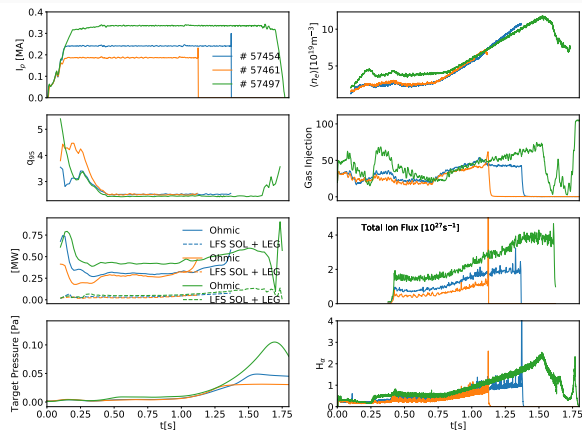 0.4
0.3
0.2
0.1
0.0
I_p [MA]
# 57454
# 57461
# 57497
10
5
⟨n_e⟩[10^19 m^-3]
5
4
3
q_95
100
50
0
Gas Injection
0.75
0.50
0.25
0.00
[MW]
Ohmic
LFS SOL + LEG
Ohmic
LFS SOL + LEG
Ohmic
LFS SOL + LEG
4
2
0
Total Ion Flux [10^27 s^-1]
0.10
0.05
0.00
Target Pressure [Pa]
0.00 0.25 0.50 0.75 1.00 1.25 1.50 1.75
t[s]
4
3
2
1
0
H_α
0.00 0.25 0.50 0.75 1.00 1.25 1.50 1.75
t[s]